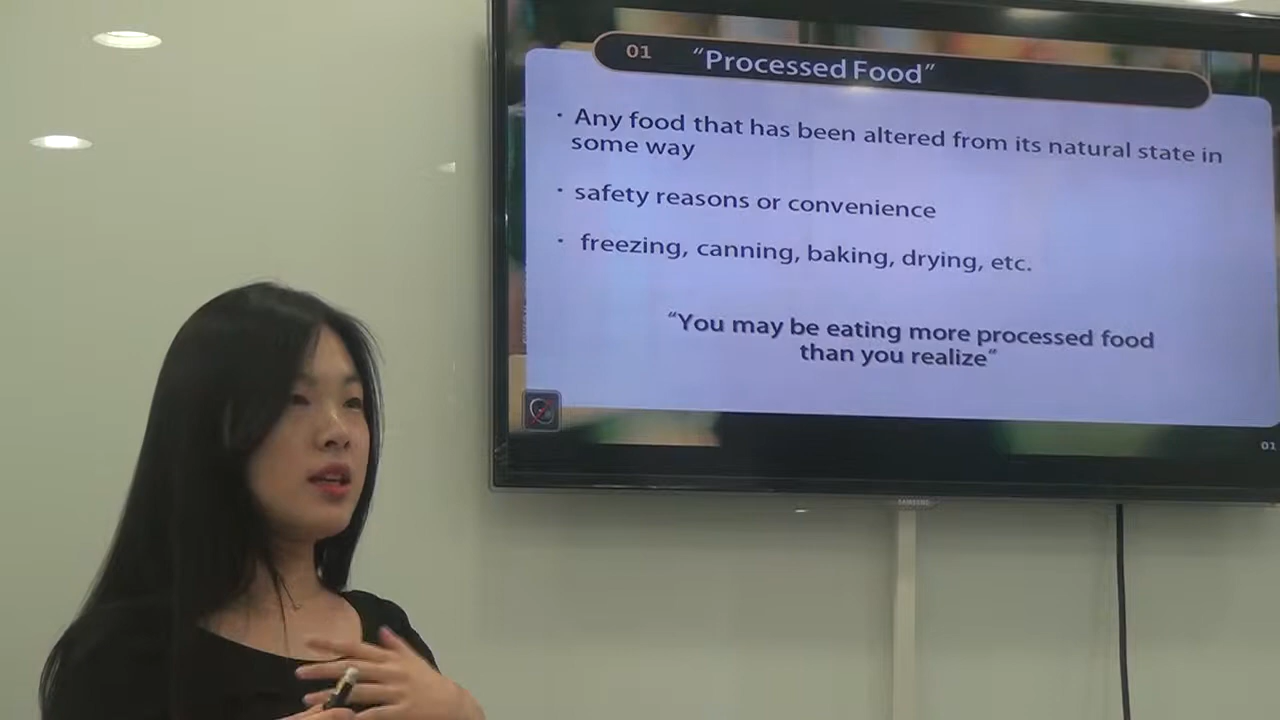 01 “Processed Food”
· Any food that has been altered from its natural state in
some way
· safety reasons or convenience
· freezing, canning, baking, drying, etc.
“You may be eating more processed food
than you realize”
01
SAMSUNG